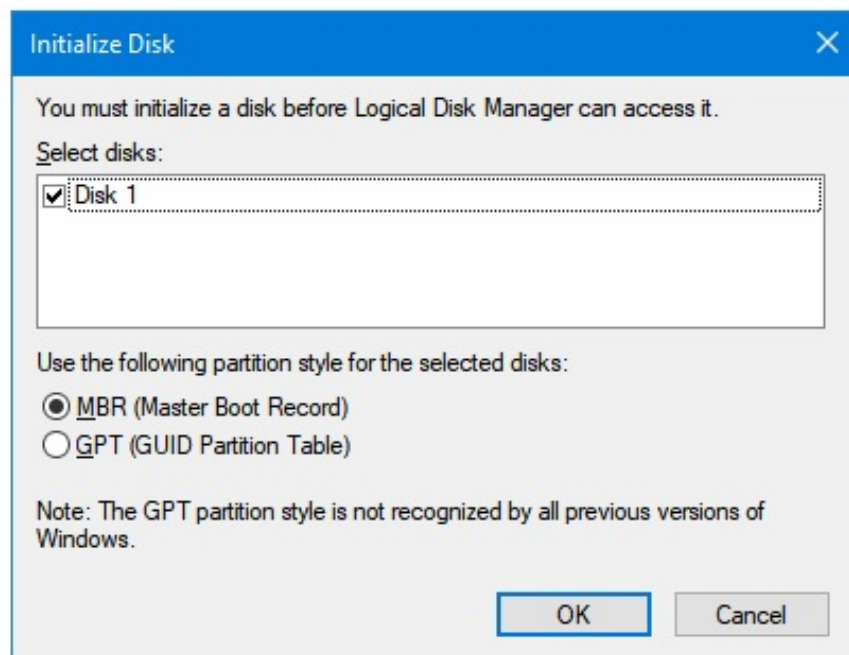 Initialize Disk
You must initialize a disk before Logical Disk Manager can access it.
Select disks:
Disk 1
Use the following partition style for the selected disks:
MBR (Master Boot Record)
GPT (GUID Partition Table)
Note: The GPT partition style is not recognized by all previous versions of
Windows.
OK
Cancel